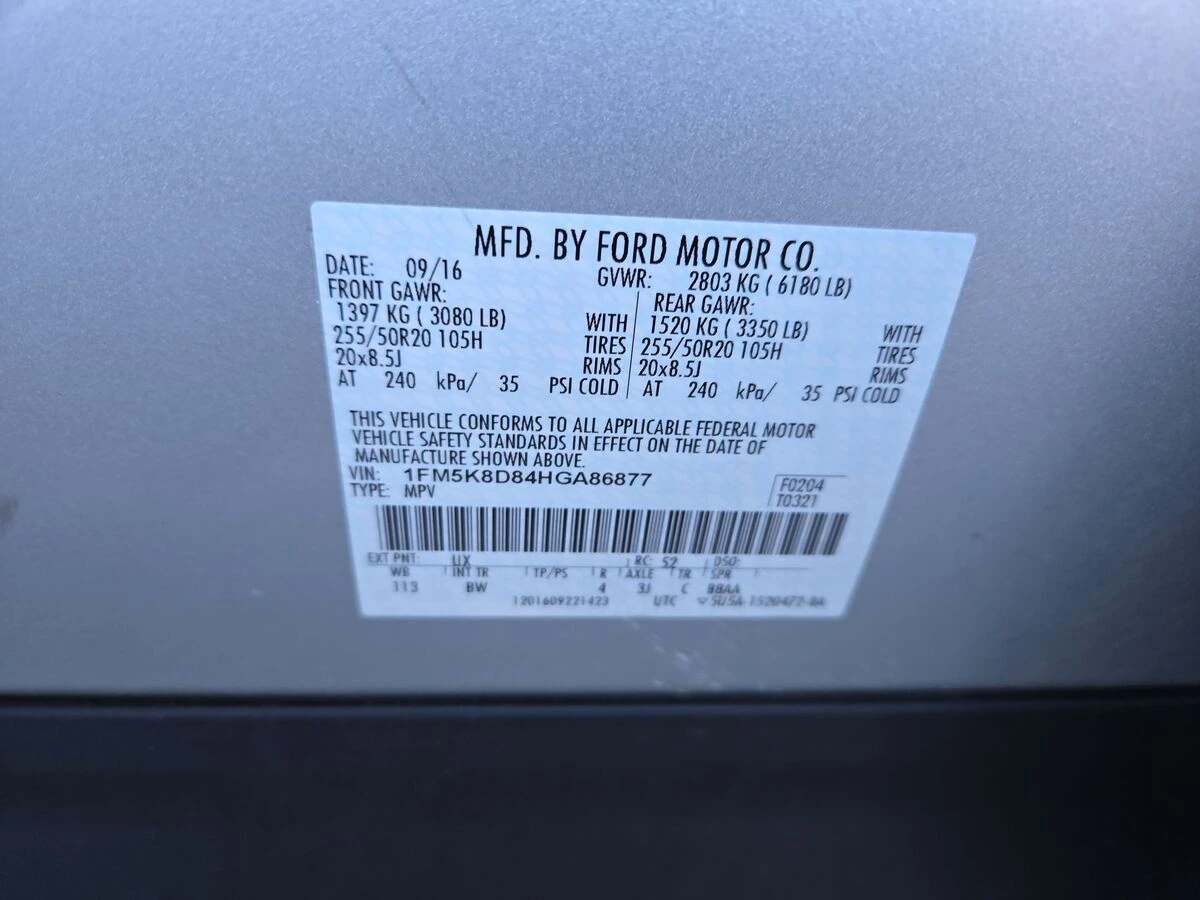 MFD. BY FORD MOTOR CO.
DATE: 09/16 GVWR: 2803 KG ( 6180 LB)
FRONT GAWR: REAR GAWR:
1397 KG ( 3080 LB) WITH 1520 KG ( 3350 LB) WITH
255/50R20 105H TIRES 255/50R20 105H TIRES
20x8.5J RIMS 20x8.5J RIMS
AT 240 kPa/ 35 PSI COLD AT 240 kPa/ 35 PSI COLD
THIS VEHICLE CONFORMS TO ALL APPLICABLE FEDERAL MOTOR
VEHICLE SAFETY STANDARDS IN EFFECT ON THE DATE OF
MANUFACTURE SHOWN ABOVE.
VIN: 1FM5K8D84HGA86877 F0204
TYPE: MPV T0321
EXT PNT: UX RC: 52 DSO:
WB INT TR TP/PS R AXLE TR SPR
113 BW 4 3J C BBAA
1201609221423 UTC